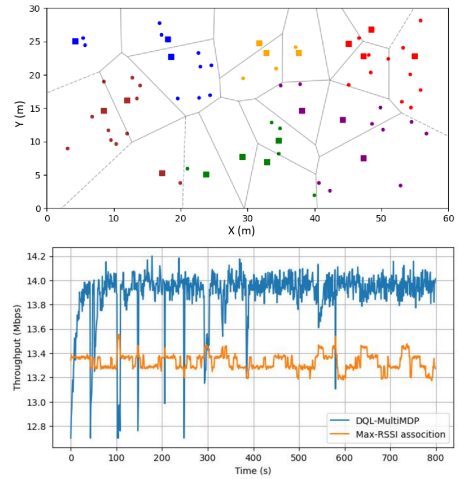 30
25
20
15
10
5
0
Y (m)
0 10 20 30 40 50 60
X (m)
14.2
14.0
13.8
13.6
13.4
13.2
13.0
12.8
Throughput (Mbps)
DQL-MultiMDP
Max-RSSI assocition
0 100 200 300 400 500 600 700 800
Time (s)